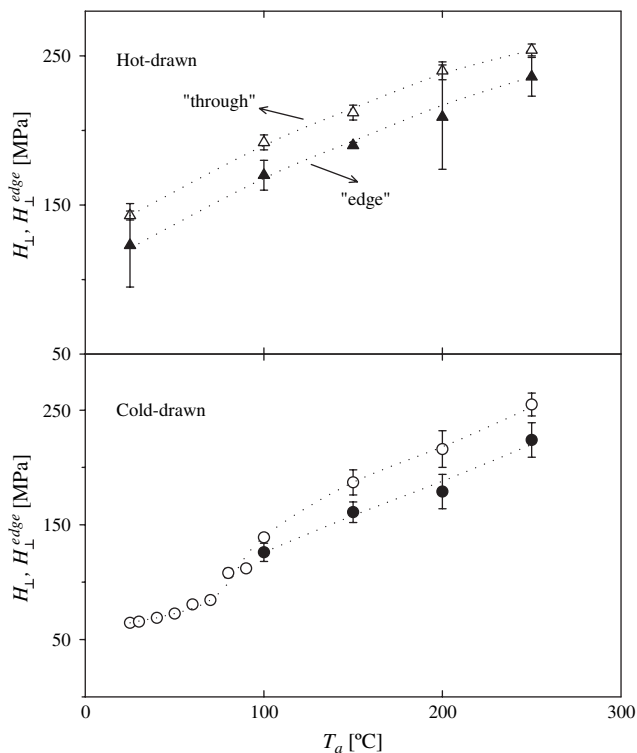 Hot-drawn
"through"
"edge"
250
150
50
H⊥, H⊥^edge [MPa]
Cold-drawn
250
150
50
H⊥, H⊥^edge [MPa]
0 100 200 300
T_a [ºC]